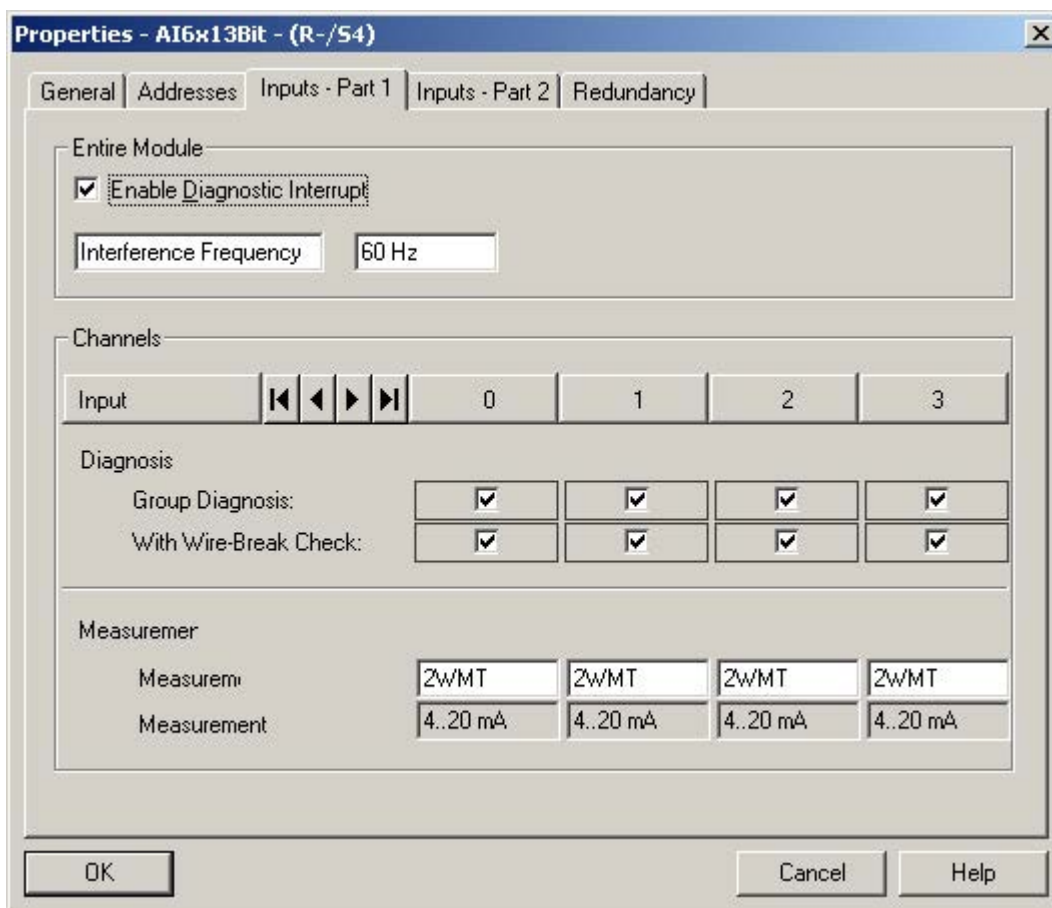 Properties - AI6x13Bit - (R-/S4)
General Addresses Inputs - Part 1 Inputs - Part 2 Redundancy
Entire Module
Enable Diagnostic Interrupt
Interference Frequency 60 Hz
Channels
Input 0 1 2 3
Diagnosis
Group Diagnosis:
With Wire-Break Check:
Measuremen
Measurem 2WMT 2WMT 2WMT 2WMT
Measurement 4..20 mA 4..20 mA 4..20 mA 4..20 mA
OK Cancel Help